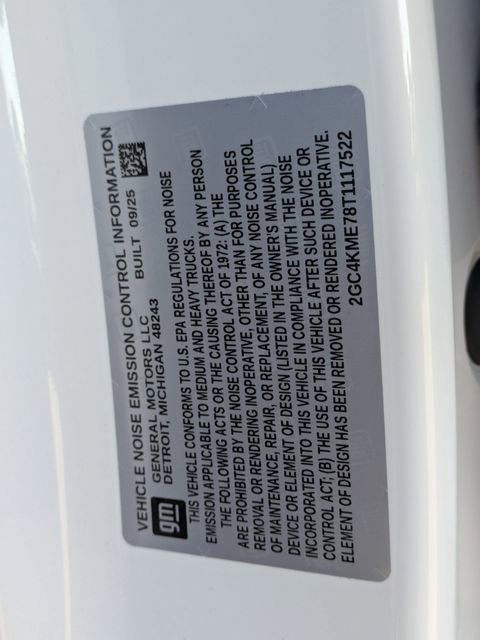 VEHICLE NOISE EMISSION CONTROL INFORMATION
gm
GENERAL MOTORS LLC
DETROIT, MICHIGAN 48243
BUILT 09/25
THIS VEHICLE CONFORMS TO U.S. EPA REGULATIONS FOR NOISE
EMISSION APPLICABLE TO MEDIUM AND HEAVY TRUCKS.
THE FOLLOWING ACTS OR THE CAUSING THEREOF BY ANY PERSON
ARE PROHIBITED BY THE NOISE CONTROL ACT OF 1972: (A) THE
REMOVAL OR RENDERING INOPERATIVE, OTHER THAN FOR PURPOSES
OF MAINTENANCE, REPAIR, OR REPLACEMENT, OF ANY NOISE CONTROL
DEVICE OR ELEMENT OF DESIGN (LISTED IN THE OWNER'S MANUAL)
INCORPORATED INTO THIS VEHICLE IN COMPLIANCE WITH THE NOISE
CONTROL ACT; (B) THE USE OF THIS VEHICLE AFTER SUCH DEVICE OR
ELEMENT OF DESIGN HAS BEEN REMOVED OR RENDERED INOPERATIVE.
2GC4KME78T1117522